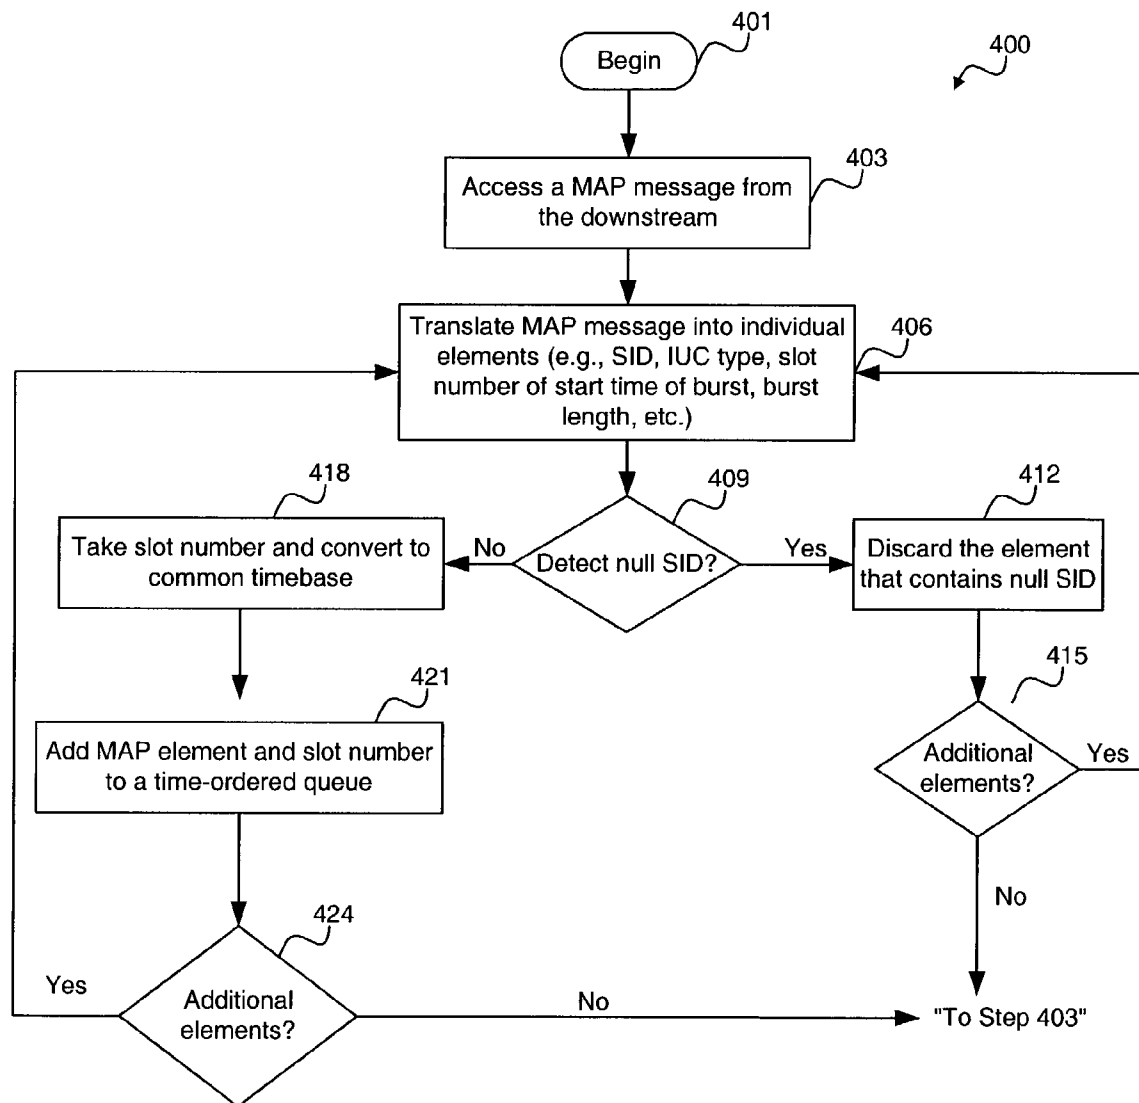 401
400
Begin
403
Access a MAP message from
the downstream
406
Translate MAP message into individual
elements (e.g., SID, IUC type, slot
number of start time of burst, burst
length, etc.)
418
409
412
Take slot number and convert to
common timebase
No
Detect null SID?
Yes
Discard the element
that contains null SID
415
421
Add MAP element and slot number
to a time-ordered queue
Additional
elements?
Yes
No
424
Yes
Additional
elements?
No
"To Step 403"